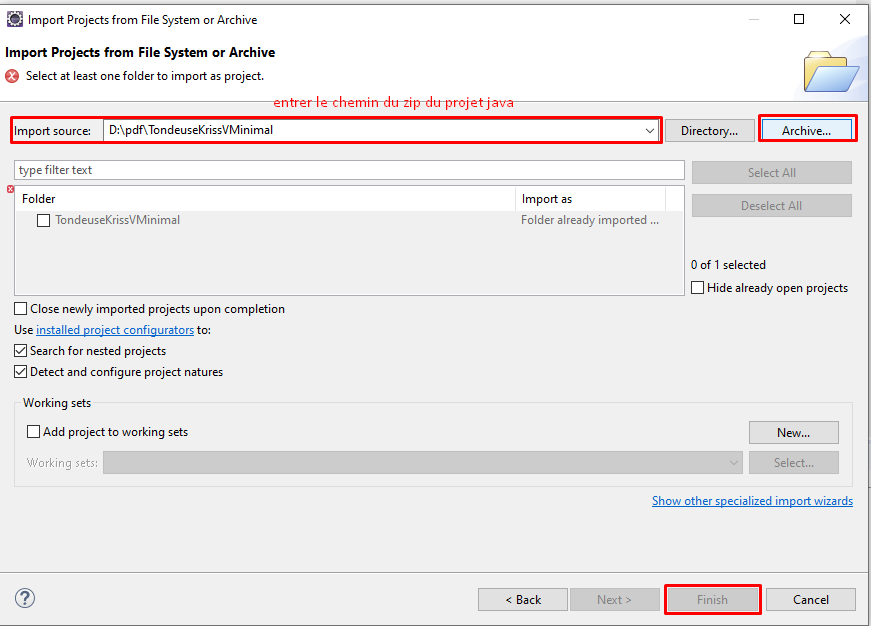 Import Projects from File System or Archive
Import Projects from File System or Archive
Select at least one folder to import as project.
entrer le chemin du zip du projet java
Import source: D:\pdf\TondeuseKrissVMinimal Directory... Archive...
type filter text Select All
Folder Import as Deselect All
TondeuseKrissVMinimal Folder already imported ...
0 of 1 selected
Hide already open projects
Close newly imported projects upon completion
Use installed project configurators to:
Search for nested projects
Detect and configure project natures
Working sets
Add project to working sets New...
Working sets: Select...
Show other specialized import wizards
? < Back Next > Finish Cancel